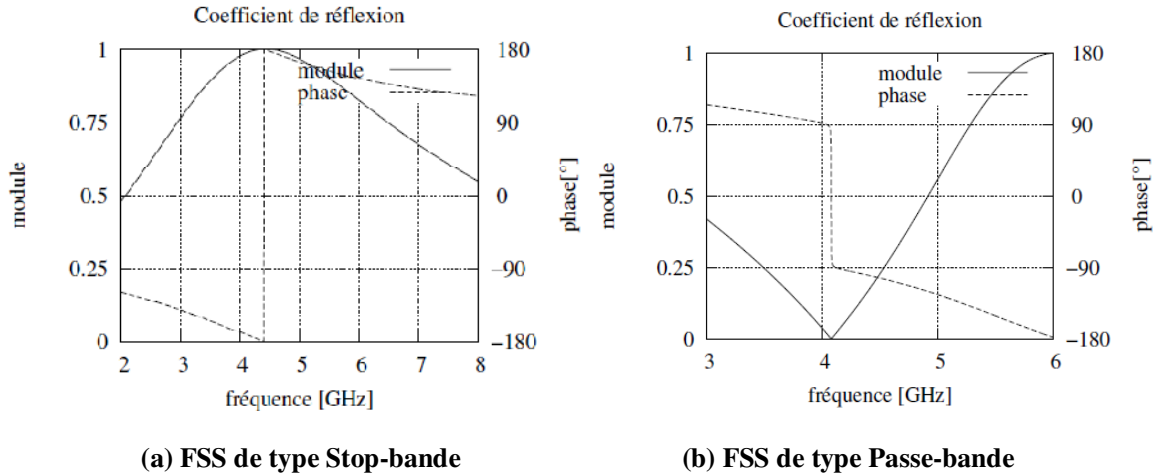 Coefficient de réflexion
1
0.75
0.5
0.25
0
module
180
90
0
−90
−180
phase[°]
module
phase
2 3 4 5 6 7 8
fréquence [GHz]
(a) FSS de type Stop-bande
Coefficient de réflexion
1
0.75
0.5
0.25
0
module
180
90
0
−90
−180
phase[°]
module
phase
3 4 5 6
fréquence [GHz]
(b) FSS de type Passe-bande